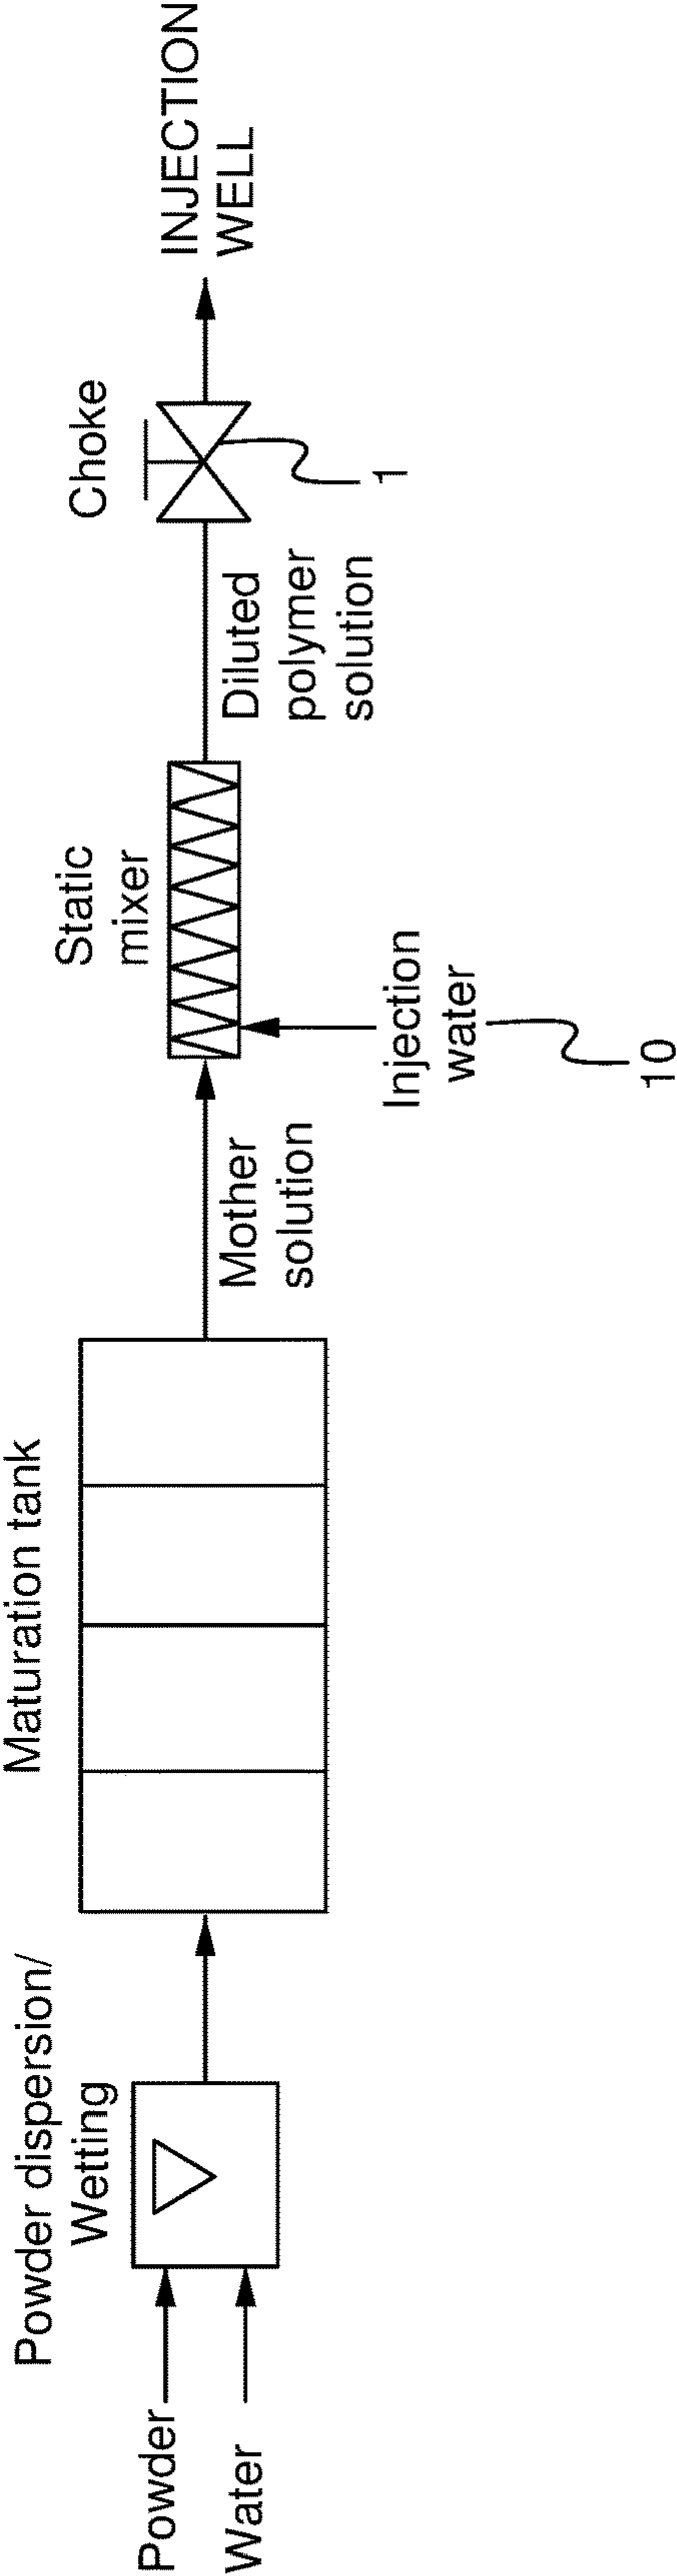 Powder
Water
Powder dispersion/
Wetting
Maturation tank
Mother
solution
Static
mixer
Injection
water
10
Diluted
polymer
solution
Choke
1
INJECTION
WELL